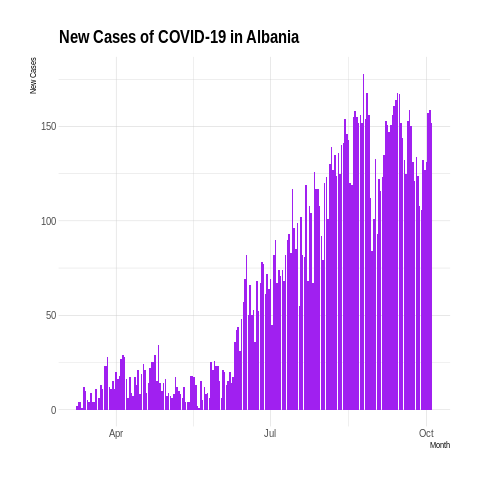 New Cases of COVID-19 in Albania
New Cases
150
100
50
0
Apr
Jul
Oct
Month